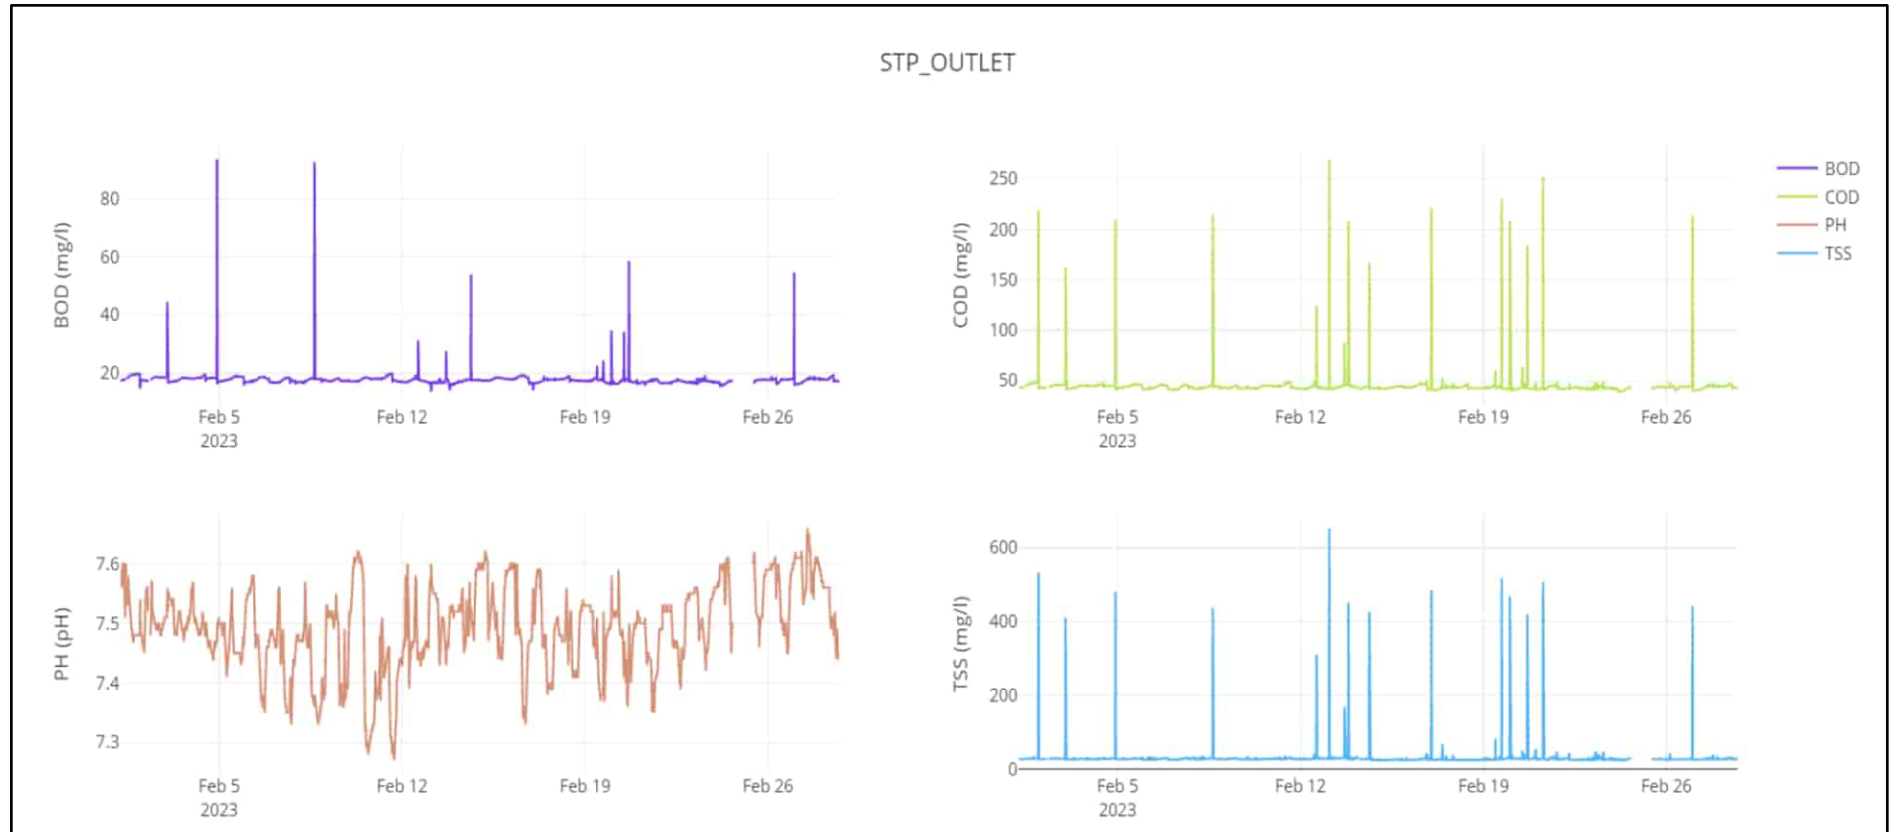 STP_OUTLET
BOD (mg/l)
80
60
40
20
Feb 5
2023
Feb 12
Feb 19
Feb 26
COD (mg/l)
250
200
150
100
50
Feb 5
2023
Feb 12
Feb 19
Feb 26
BOD
COD
PH
TSS
PH (pH)
7.6
7.5
7.4
7.3
Feb 5
2023
Feb 12
Feb 19
Feb 26
TSS (mg/l)
600
400
200
0
Feb 5
2023
Feb 12
Feb 19
Feb 26